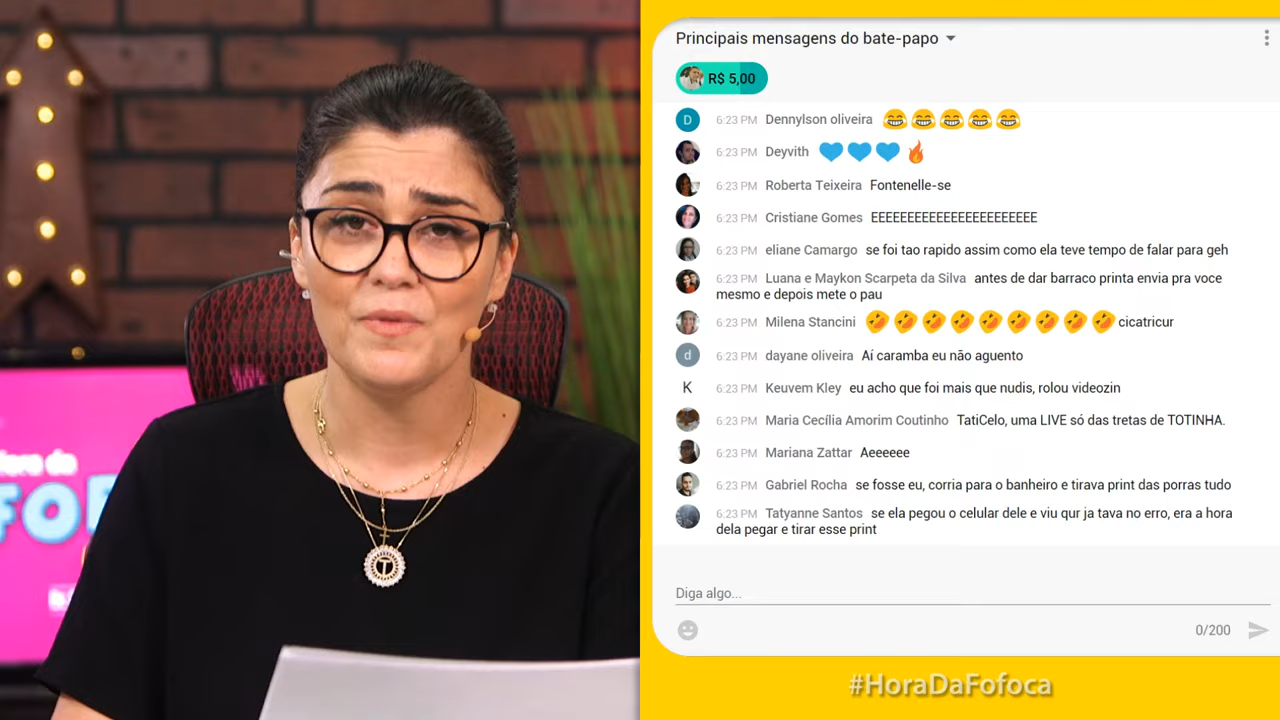 ora da
FO
T
Principais mensagens do bate-papo
R$ 5,00
D 6:23 PM Dennylson oliveira 😂😂😂😂😂
6:23 PM Deyvith 💙💙💙🔥
6:23 PM Roberta Teixeira Fontenelle-se
6:23 PM Cristiane Gomes EEEEEEEEEEEEEEEEEEEEEEEE
6:23 PM eliane Camargo se foi tao rapido assim como ela teve tempo de falar para geh
6:23 PM Luana e Maykon Scarpeta da Silva antes de dar barraco printa envia pra voce
mesmo e depois mete o pau
6:23 PM Milena Stancini 🤣🤣🤣🤣🤣🤣🤣🤣🤣 cicatricur
d 6:23 PM dayane oliveira Aí caramba eu não aguento
K 6:23 PM Keuvem Kley eu acho que foi mais que nudis, rolou videozin
6:23 PM Maria Cecília Amorim Coutinho TatiCelo, uma LIVE só das tretas de TOTINHA.
6:23 PM Mariana Zattar Aeeeeee
6:23 PM Gabriel Rocha se fosse eu, corria para o banheiro e tirava print das porras tudo
6:23 PM Tatyanne Santos se ela pegou o celular dele e viu qur ja tava no erro, era a hora
dela pegar e tirar esse print
Diga algo...
0/200
#HoraDaFofoca